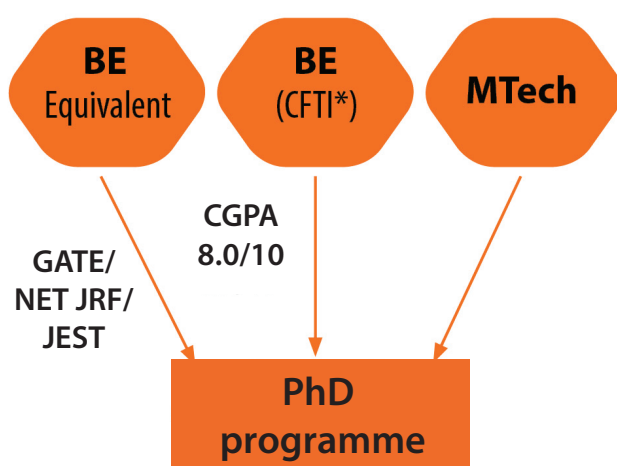 BE
Equivalent
BE
(CFTI*)
MTech
CGPA
8.0/10
GATE/
NET JRF/
JEST
PhD
programme